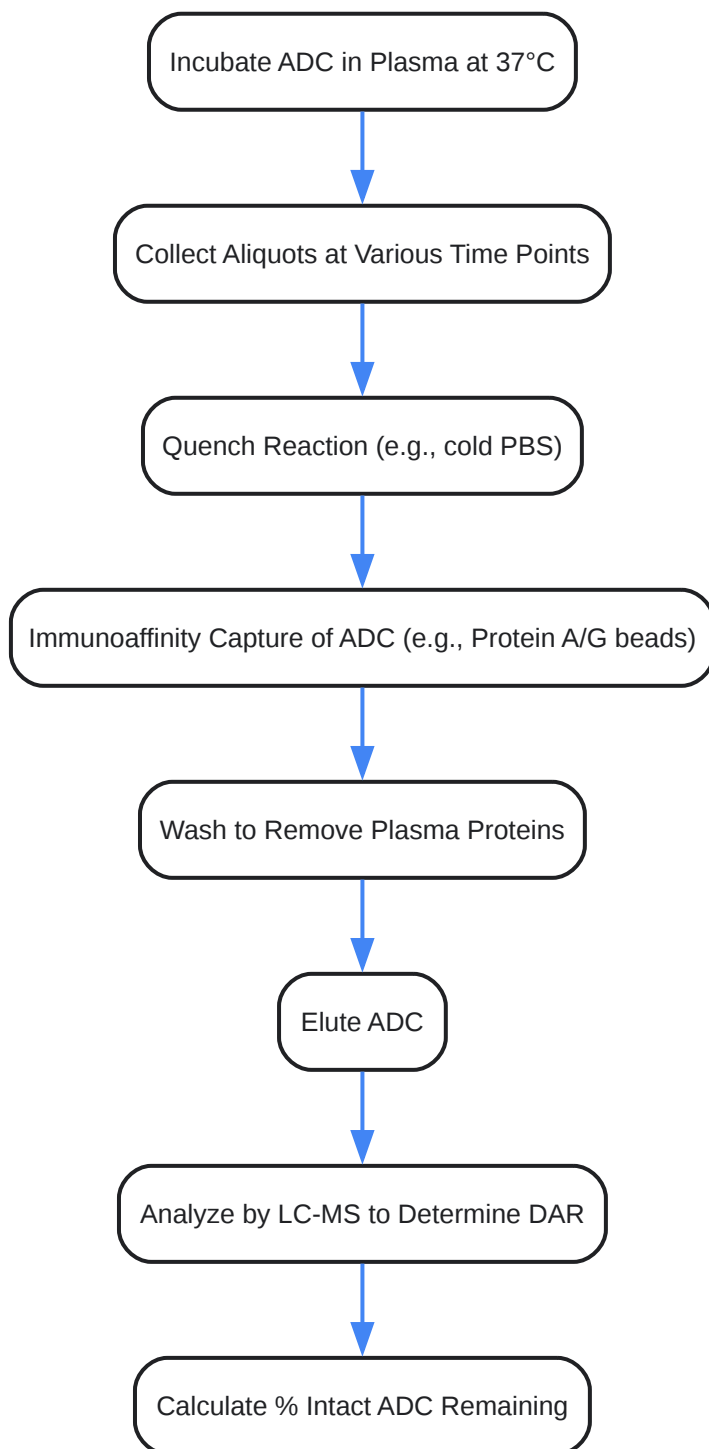 Incubate ADC in Plasma at 37°C
Collect Aliquots at Various Time Points
Quench Reaction (e.g., cold PBS)
Immunoaffinity Capture of ADC (e.g., Protein A/G beads)
Wash to Remove Plasma Proteins
Elute ADC
Analyze by LC-MS to Determine DAR
Calculate % Intact ADC Remaining